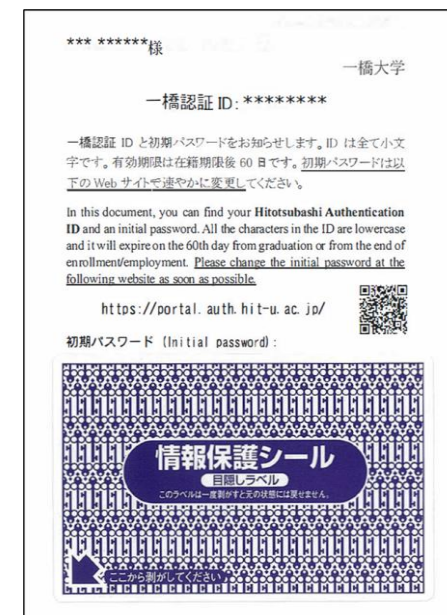 *** ******様
一橋大学
一橋認証 ID: ********
一橋認証 ID と初期パスワードをお知らせします。ID は全て小文
字です。有効期限は在籍期限後 60 日です。初期パスワードは以
下の Web サイトで速やかに変更してください。
In this document, you can find your Hitotsubashi Authentication
ID and an initial password. All the characters in the ID are lowercase
and it will expire on the 60th day from graduation or from the end of
enrollment/employment. Please change the initial password at the
following website as soon as possible.
https://portal.auth.hit-u.ac.jp/
初期パスワード (Initial password):
情報保護シール
目隠しラベル
このラベルは一度剥がすと元の状態には戻せません。
ここから剥がしてください